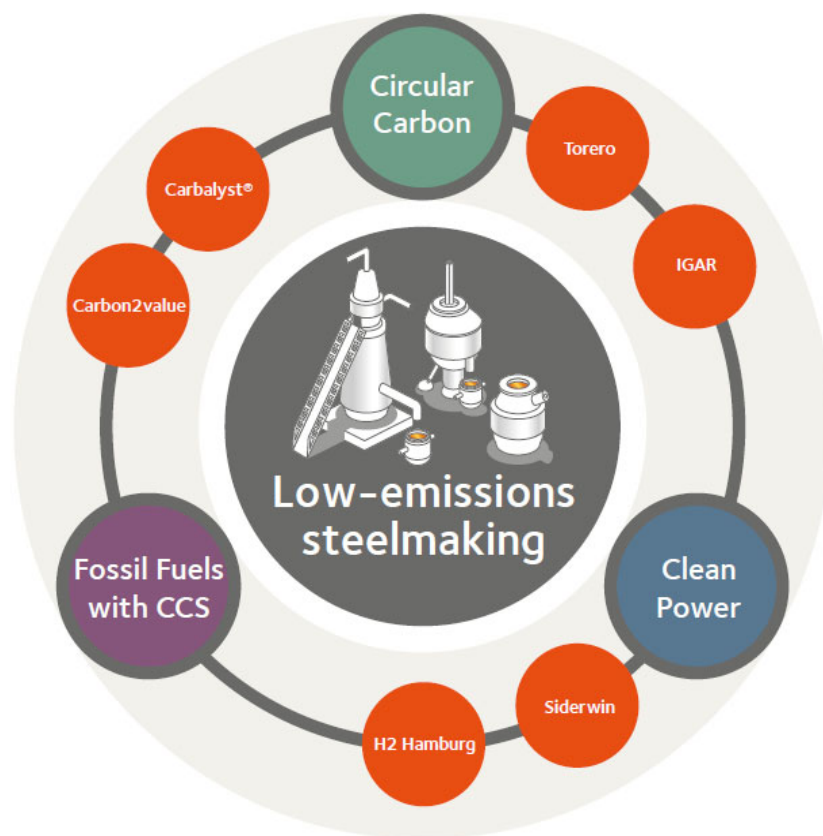 Circular
Carbon
Torero
Carbalyst®
IGAR
Carbon2value
Low-emissions
steelmaking
Fossil Fuels
with CCS
Clean
Power
Siderwin
H2 Hamburg